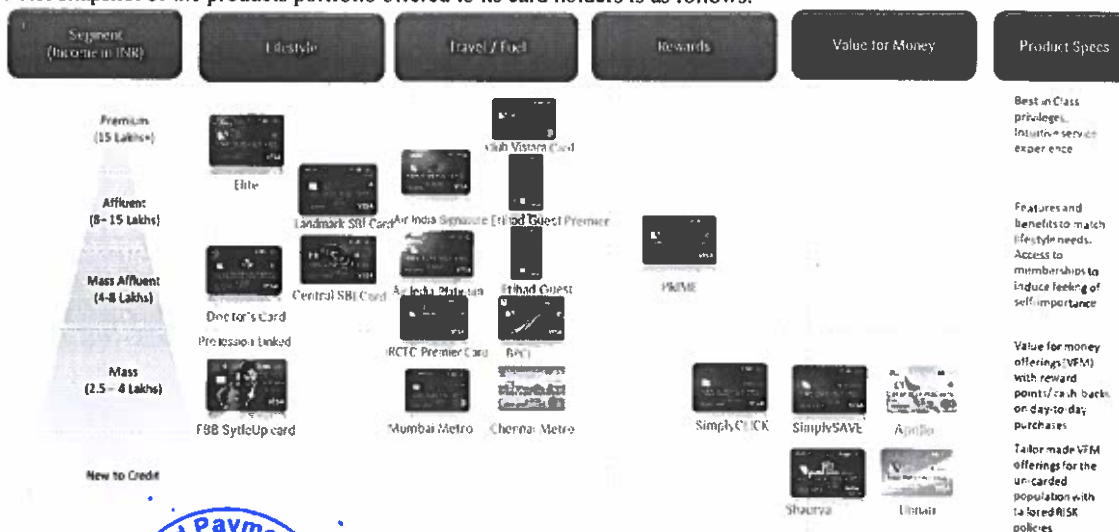 Segment
(Income in INR)
Lifestyle
Travel / Fuel
Rewards
Value for Money
Product Specs
Premium
(15 Lakhs+)
Elite
Club Vistara Card
Best in Class
privileges,
Intuitive service
experience
Affluent
(8– 15 Lakhs)
Landmark SBI Card
Air India Signature
Etihad Guest Premier
Features and
benefits to match
lifestyle needs.
Access to
memberships to
induce feeling of
self importance
Mass Affluent
(4-8 Lakhs)
Doctor's Card
Profession Linked
Central SBI Card
Air India Platinum
Etihad Guest
PRIME
IRCTC Premier Card
BPCL
Mass
(2.5 – 4 Lakhs)
FBB SytleUp card
Mumbai Metro
Chennai Metro
SimplyCLICK
SimplySAVE
Apollo
Value for money
offerings (VFM)
with reward
points/cash backs
on day-to-day
purchases
New to Credit
Shaurya
Unnati
Tailor made VFM
offerings for the
un-carded
population with
tailored RISK
policies